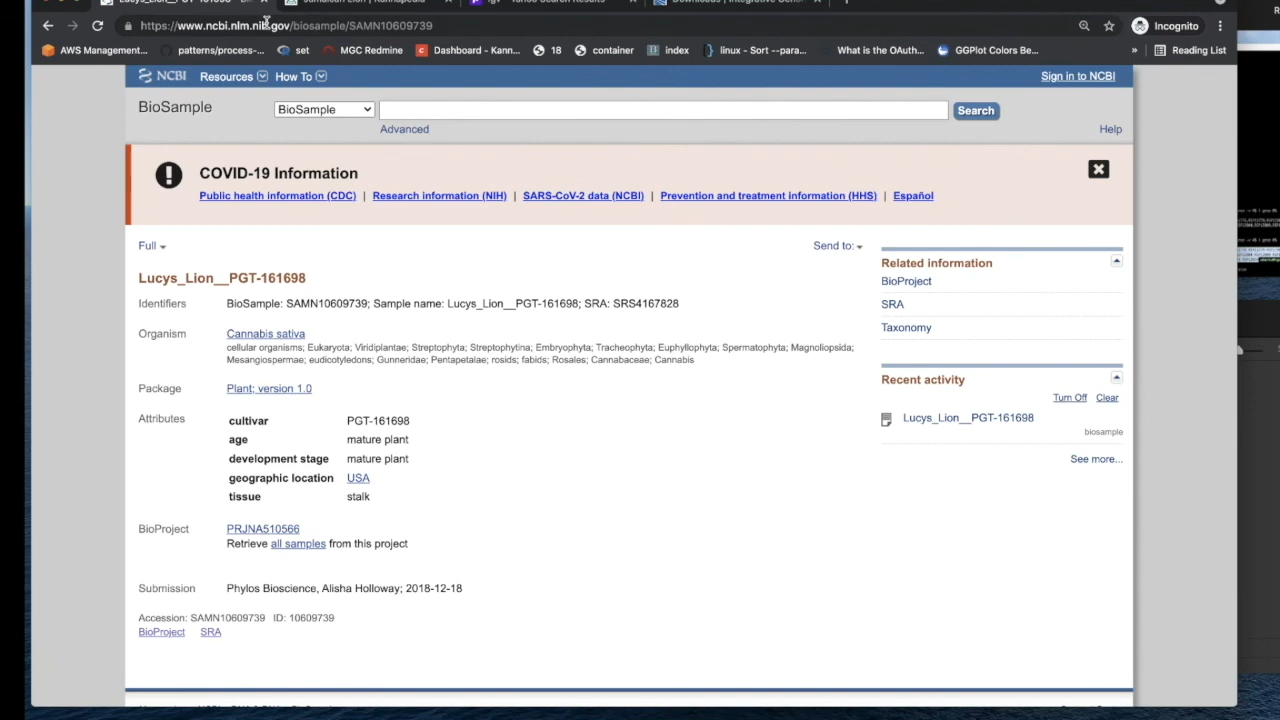 https://www.ncbi.nlm.nih.gov/biosample/SAMN10609739
Incognito
AWS Management...
patterns/process-...
set
MGC Redmine
Dashboard - Kann...
18
container
index
linux - Sort --para...
What is the OAuth...
GGPlot Colors Be...
»
Reading List
NCBI Resources How To Sign in to NCBI
BioSample BioSample Search
Advanced Help
COVID-19 Information
Public health information (CDC) | Research information (NIH) | SARS-CoV-2 data (NCBI) | Prevention and treatment information (HHS) | Español
Full Send to:
Lucys_Lion__PGT-161698
Identifiers BioSample: SAMN10609739; Sample name: Lucys_Lion__PGT-161698; SRA: SRS4167828
Organism Cannabis sativa
cellular organisms; Eukaryota; Viridiplantae; Streptophyta; Streptophytina; Embryophyta; Tracheophyta; Euphyllophyta; Spermatophyta; Magnoliopsida;
Mesangiospermae; eudicotyledons; Gunneridae; Pentapetalae; rosids; fabids; Rosales; Cannabaceae; Cannabis
Package Plant; version 1.0
Attributes
cultivar PGT-161698
age mature plant
development stage mature plant
geographic location USA
tissue stalk
BioProject PRJNA510566
Retrieve all samples from this project
Submission Phylos Bioscience, Alisha Holloway; 2018-12-18
Accession: SAMN10609739 ID: 10609739
BioProject SRA
Related information
BioProject
SRA
Taxonomy
Recent activity
Turn Off Clear
Lucys_Lion__PGT-161698
biosample
See more...